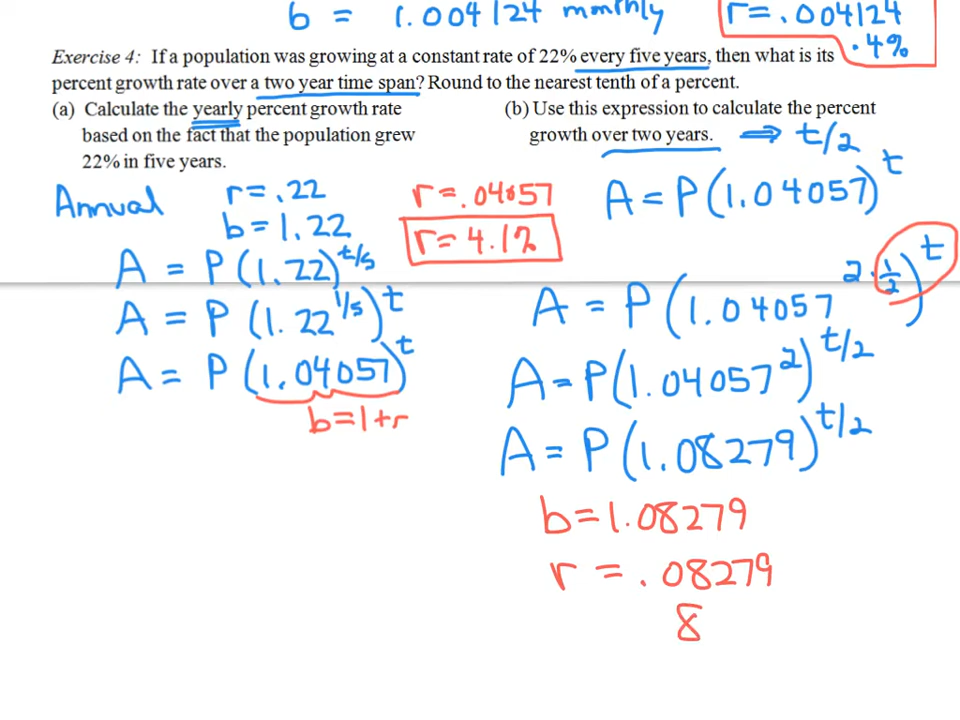 b = 1.004124 monthly
r=.004124
.4%
Exercise 4: If a population was growing at a constant rate of 22% every five years, then what is its
percent growth rate over a two year time span? Round to the nearest tenth of a percent.
(a) Calculate the yearly percent growth rate
based on the fact that the population grew
22% in five years.
(b) Use this expression to calculate the percent
growth over two years. ⇒ t/2
Annual
r=.22
b=1.22
A = P(1.22)^t/5
A = P(1.22^1/5)^t
A = P(1.04057)^t
b=1+r
r=.04057
r=4.1%
A=P(1.04057)^t
A = P(1.04057^2·1/2)^t
A=P(1.04057^2)^t/2
A=P(1.08279)^t/2
b=1.08279
r=.08279
8